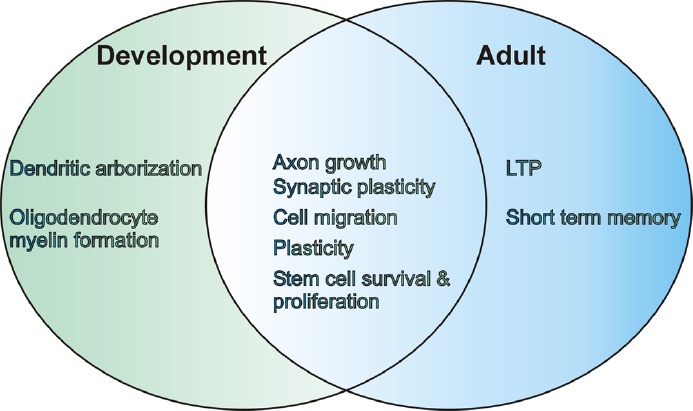 Development
Adult
Dendritic arborization
Oligodendrocyte
myelin formation
Axon growth
Synaptic plasticity
Cell migration
Plasticity
Stem cell survival &
proliferation
LTP
Short term memory